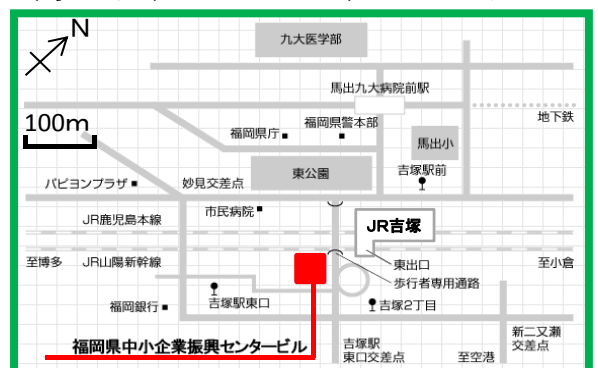 N
九大医学部
馬出九大病院前駅
100m
地下鉄
福岡県庁
福岡県警本部
馬出小
東公園
吉塚駅前
パピヨンプラザ
妙見交差点
市民病院
JR鹿児島本線
JR吉塚
至博多
JR山陽新幹線
東出口
至小倉
歩行者専用通路
福岡銀行
吉塚駅東口
吉塚2丁目
福岡県中小企業振興センタービル
吉塚駅
東口交差点
至空港
新二又瀬
交差点